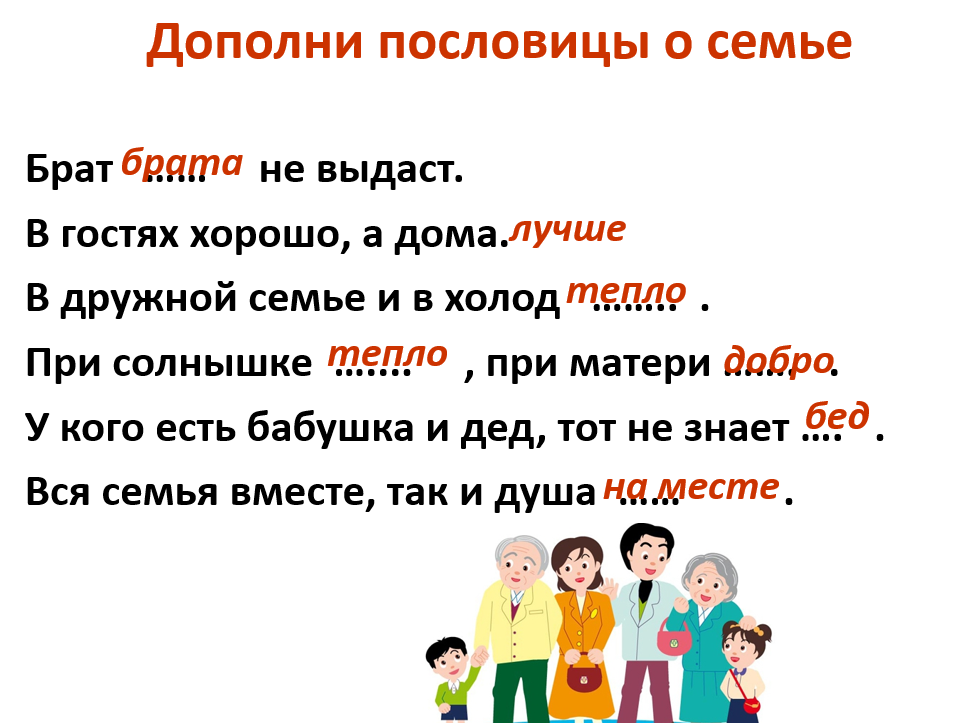 Дополни пословицы о семье
Брат брата...... не выдаст.
В гостях хорошо, а дома.лучше
В дружной семье и в холод тепло........ .
При солнышке тепло....... , при матери добро...... .
У кого есть бабушка и дед, тот не знает бед.... .
Вся семья вместе, так и душа на месте...... .